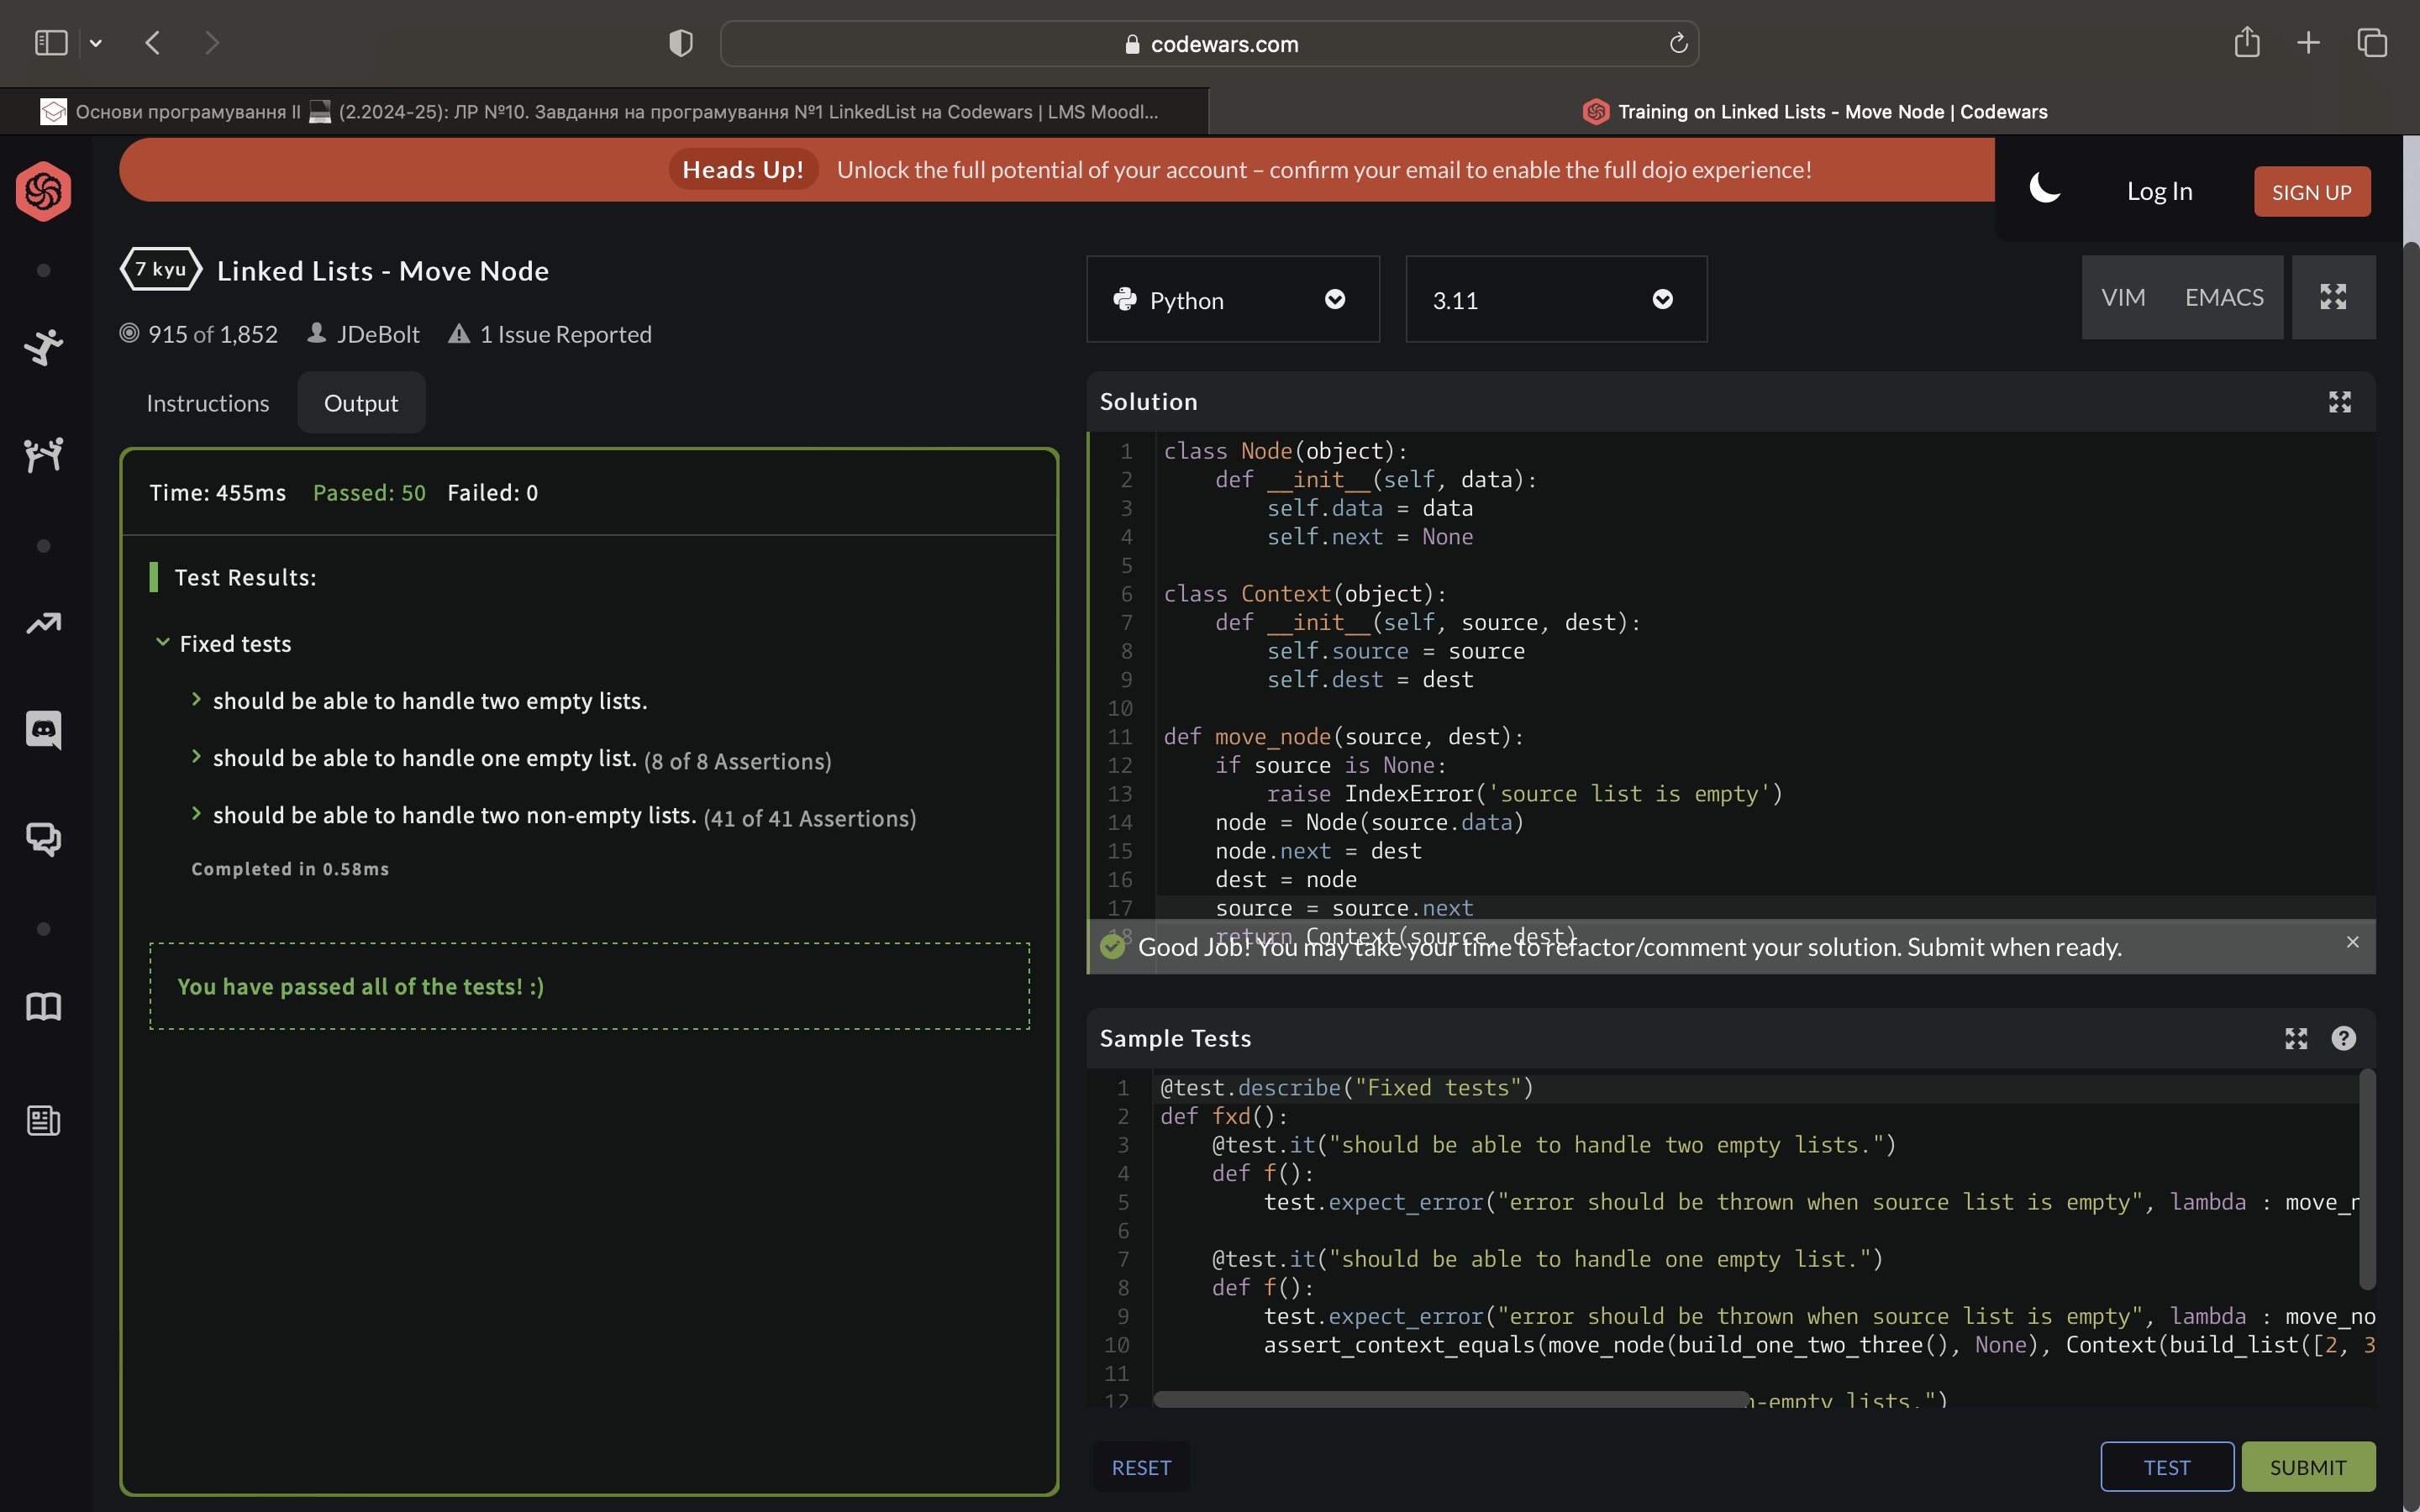 codewars.com
Основи програмування II 💻 (2.2024-25): ЛР №10. Завдання на програмування №1 LinkedList на Codewars | LMS Moodl...
Training on Linked Lists - Move Node | Codewars
Heads Up! Unlock the full potential of your account – confirm your email to enable the full dojo experience!
Log In
SIGN UP
7 kyu Linked Lists - Move Node
915 of 1,852 JDeBolt 1 Issue Reported
Instructions Output
Time: 455ms Passed: 50 Failed: 0
Test Results:
Fixed tests
should be able to handle two empty lists.
should be able to handle one empty list. (8 of 8 Assertions)
should be able to handle two non-empty lists. (41 of 41 Assertions)
Completed in 0.58ms
You have passed all of the tests! :)
Python
3.11
VIM EMACS
Solution
1 class Node(object):
2 def __init__(self, data):
3 self.data = data
4 self.next = None
5
6 class Context(object):
7 def __init__(self, source, dest):
8 self.source = source
9 self.dest = dest
10
11 def move_node(source, dest):
12 if source is None:
13 raise IndexError('source list is empty')
14 node = Node(source.data)
15 node.next = dest
16 dest = node
17 source = source.next
18 return Context(source, dest)
Good Job! You may take your time to refactor/comment your solution. Submit when ready.
Sample Tests
1 @test.describe("Fixed tests")
2 def fxd():
3 @test.it("should be able to handle two empty lists.")
4 def f():
5 test.expect_error("error should be thrown when source list is empty", lambda : move_n
6
7 @test.it("should be able to handle one empty list.")
8 def f():
9 test.expect_error("error should be thrown when source list is empty", lambda : move_no
10 assert_context_equals(move_node(build_one_two_three(), None), Context(build_list([2, 3
11
12 n-empty lists.")
RESET
TEST
SUBMIT